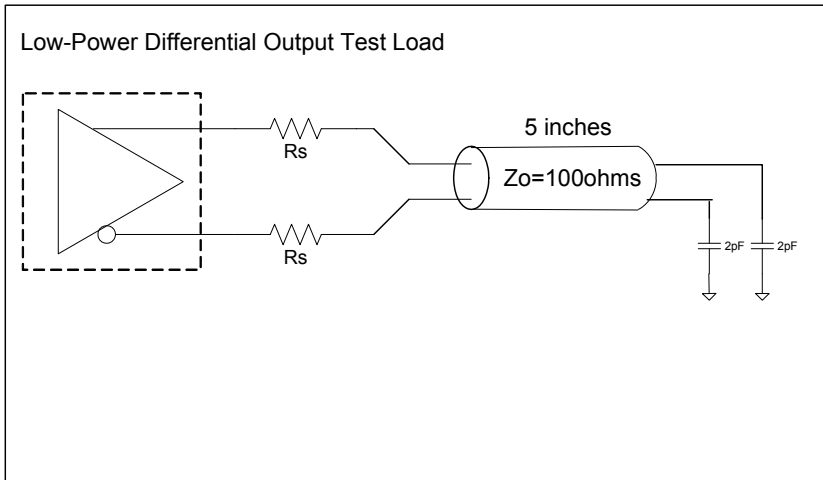 Low-Power Differential Output Test Load
Rs
5 inches
Zo=100ohms
Rs
2pF
2pF